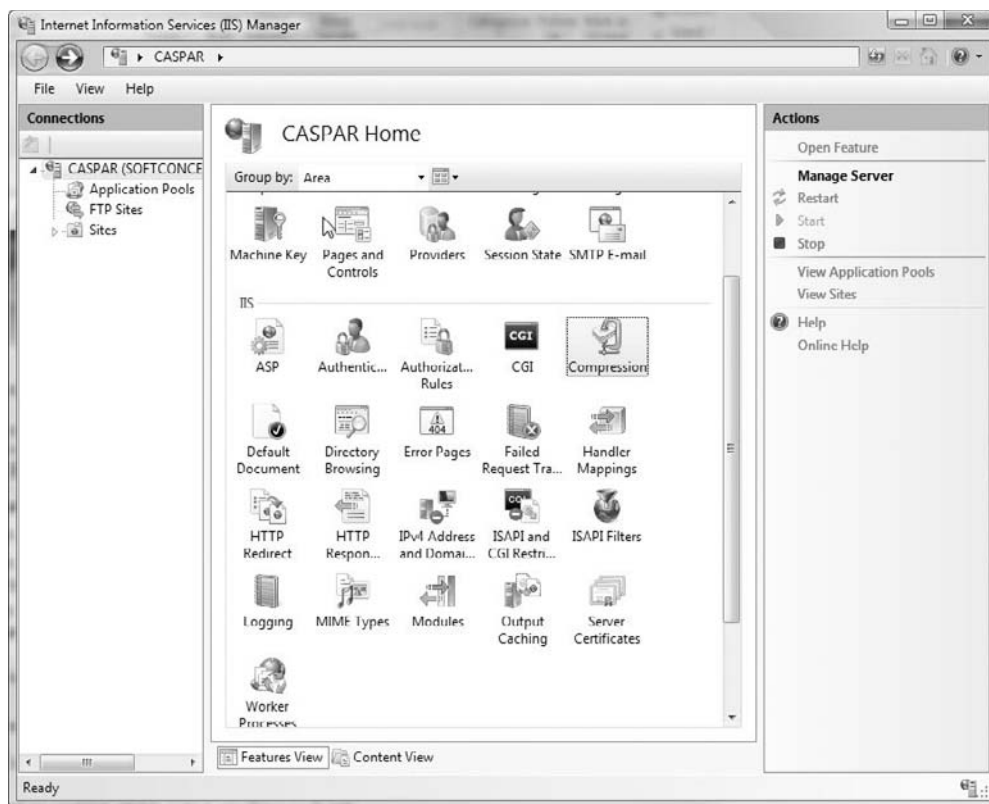 Internet Information Services (IIS) Manager
CASPAR
File View Help
Connections
CASPAR (SOFTCONCE
Application Pools
FTP Sites
Sites
CASPAR Home
Group by: Area
Machine Key
Pages and Controls
Providers
Session State
SMTP E-mail
IIS
ASP
Authentic...
Authorizat... Rules
CGI
CGI
Compression
Default Document
Directory Browsing
404
Error Pages
Failed Request Tra...
Handler Mappings
HTTP Redirect
HTTP Respon...
IPv4 Address and Domai...
ISAPI and CGI Restri...
ISAPI Filters
Logging
MIME Types
Modules
Output Caching
Server Certificates
Worker Processes
Features View
Content View
Actions
Open Feature
Manage Server
Restart
Start
Stop
View Application Pools
View Sites
Help
Online Help
Ready